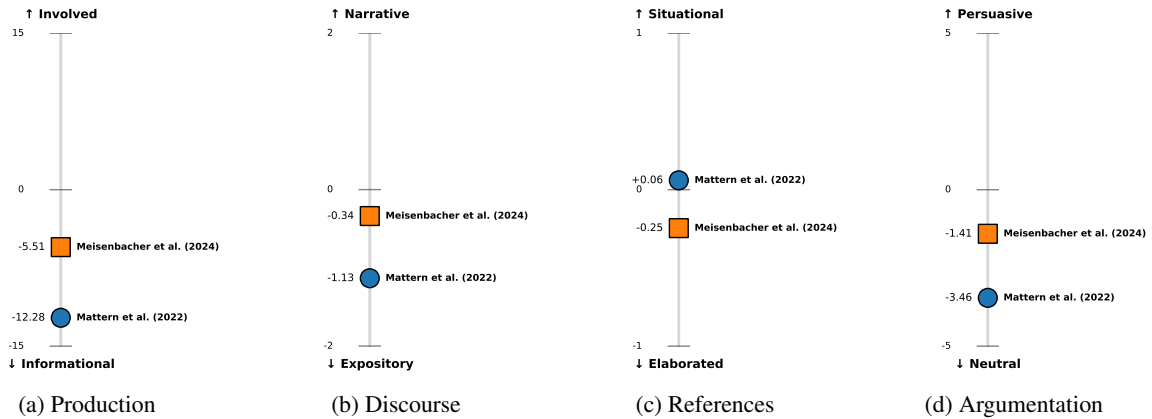 ↑ Involved
15
0
-5.51 Meisenbacher et al. (2024)
-12.28 Mattern et al. (2022)
-15
↓ Informational
(a) Production
↑ Narrative
2
0
-0.34 Meisenbacher et al. (2024)
-1.13 Mattern et al. (2022)
-2
↓ Expository
(b) Discourse
↑ Situational
1
+0.06 Mattern et al. (2022)
0
-0.25 Meisenbacher et al. (2024)
-1
↓ Elaborated
(c) References
↑ Persuasive
5
0
-1.41 Meisenbacher et al. (2024)
-3.46 Mattern et al. (2022)
-5
↓ Neutral
(d) Argumentation